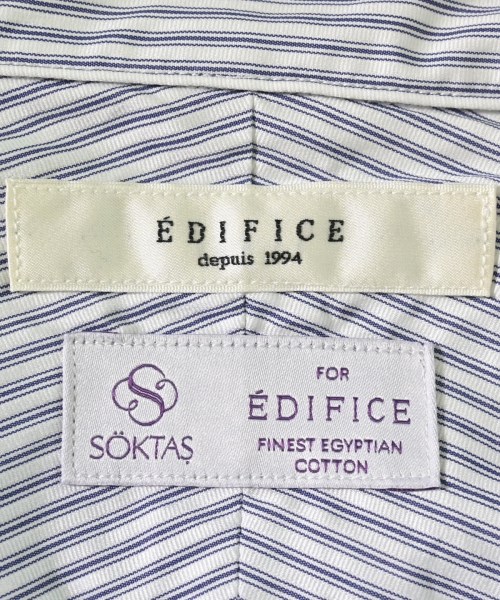 ÉDIFICE
depuis 1994
SÖKTAŞ
FOR
ÉDIFICE
FINEST EGYPTIAN
COTTON